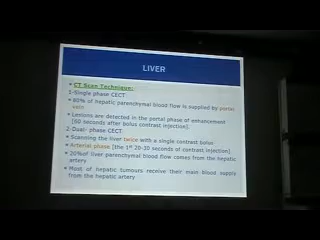 LIVER
• CT Scan Technique:
1-Single phase CECT
• 80% of hepatic parenchymal blood flow is supplied by portal
vein
• Lesions are detected in the portal phase of enhancement
[60 seconds after bolus contrast injection].
2-Dual- phase CECT
• Scanning the liver twice with a single contrast bolus
• Arterial phase [the 1st 20-30 seconds of contrast injection]
• 20%of liver parenchymal blood flow comes from the hepatic
artery
• Most of hepatic tumours receive their main blood supply
from the hepatic artery